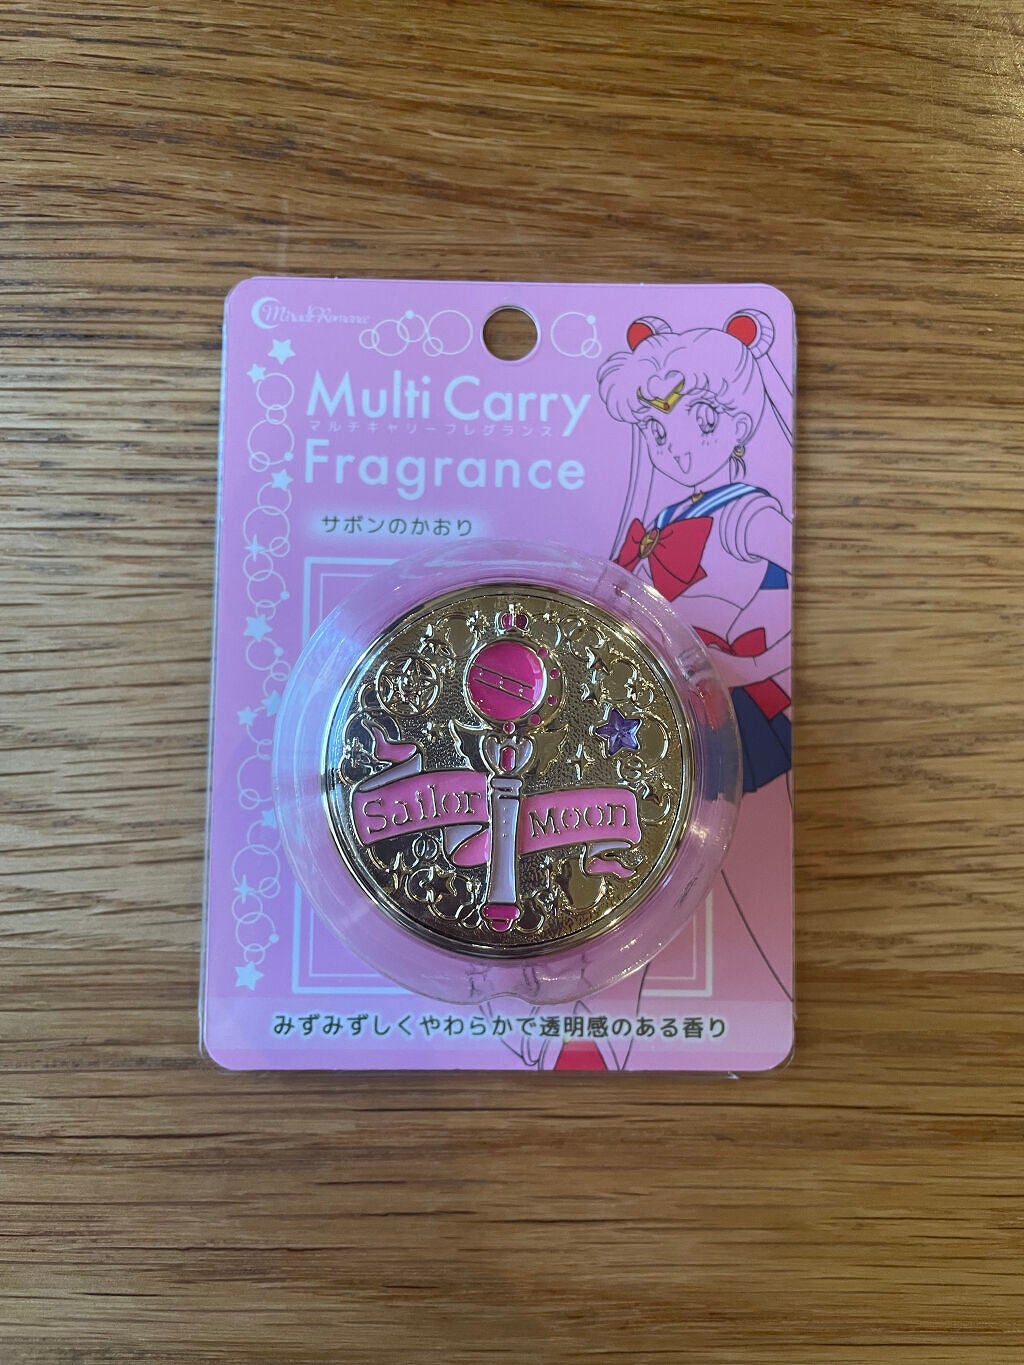 Miracle Romance
Multi Carry
マルチキャリーフレグランス
Fragrance
サボンのかおり
Sailor Moon
みずみずしくやわらかで透明感のある香り